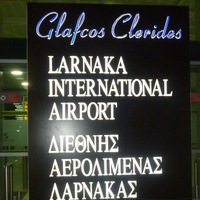 Glafcos Clerides
LARNAKA
INTERNATIONAL
AIRPORT
ΔΙΕΘΝΗΣ
ΑΕΡΟΛΙΜΕΝΑΣ
ΛΑΡΝΑΚΑΣ